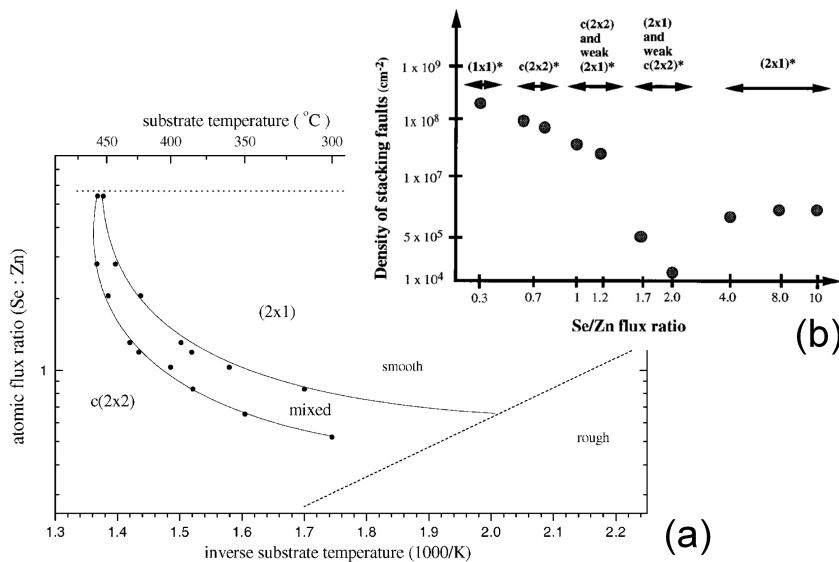 substrate temperature ( °C)
450 400 350 300
atomic flux ratio (Se : Zn)
1
(2x1)
smooth
c(2x2)
mixed
rough
1.3 1.4 1.5 1.6 1.7 1.8 1.9 2.0 2.1 2.2
inverse substrate temperature (1000/K)
(a)
Density of stacking faults (cm-2)
1 x 10⁹
1 x 10⁸
1 x 10⁷
5 x 10⁵
1 x 10⁴
(1x1)*
c(2x2)*
c(2x2)
and
weak
(2x1)*
(2x1)
and
weak
c(2x2)*
(2x1)*
0.3 0.7 1 1.2 1.7 2.0 4.0 8.0 10
Se/Zn flux ratio
(b)